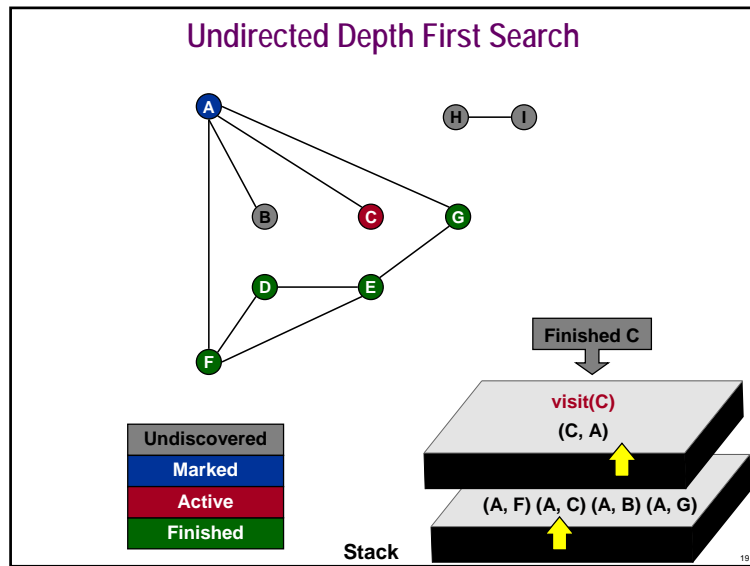 Undirected Depth First Search
A
H
I
B
C
G
D
E
F
Finished C
visit(C)
(C, A)
(A, F) (A, C) (A, B) (A, G)
Undiscovered
Marked
Active
Finished
Stack
19